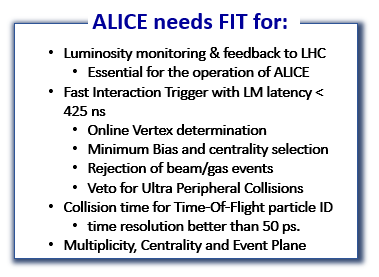 ALICE needs FIT for:
• Luminosity monitoring & feedback to LHC
• Essential for the operation of ALICE
• Fast Interaction Trigger with LM latency <
425 ns
• Online Vertex determination
• Minimum Bias and centrality selection
• Rejection of beam/gas events
• Veto for Ultra Peripheral Collisions
• Collision time for Time-Of-Flight particle ID
• time resolution better than 50 ps.
• Multiplicity, Centrality and Event Plane